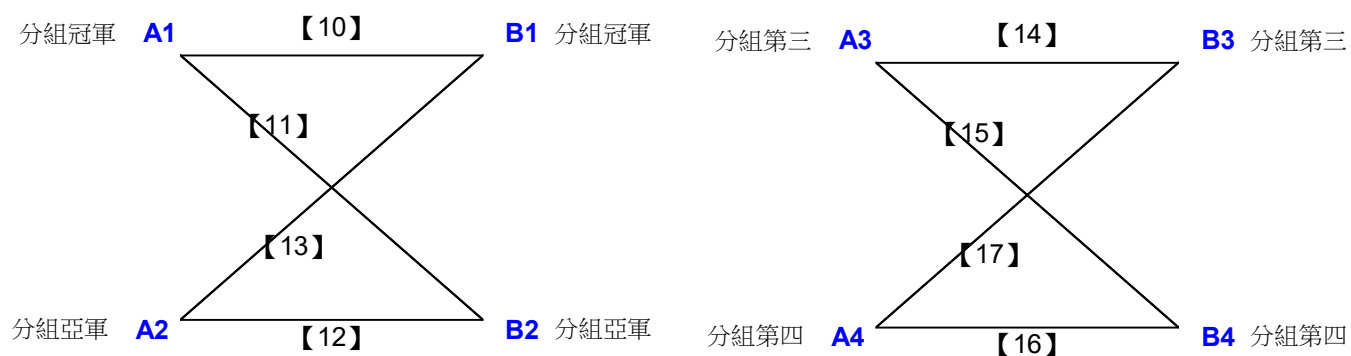 分組冠軍 A1 【10】 B1 分組冠軍
【11】
【13】
分組亞軍 A2 【12】 B2 分組亞軍
分組第三 A3 【14】 B3 分組第三
【15】
【17】
分組第四 A4 【16】 B4 分組第四